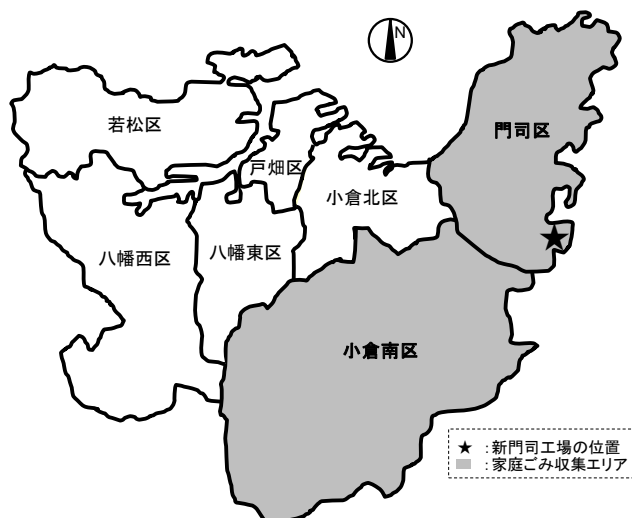 N
門司区
若松区
戸畑区
小倉北区
八幡西区
八幡東区
小倉南区
★ :新門司工場の位置
:家庭ごみ収集エリア